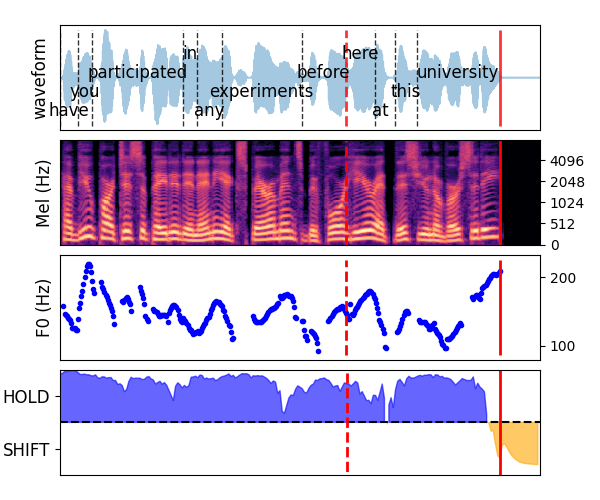 waveform
have you participated in any experiments before here at this university
Mel (Hz)
4096
2048
1024
512
0
F0 (Hz)
200
100
HOLD
SHIFT